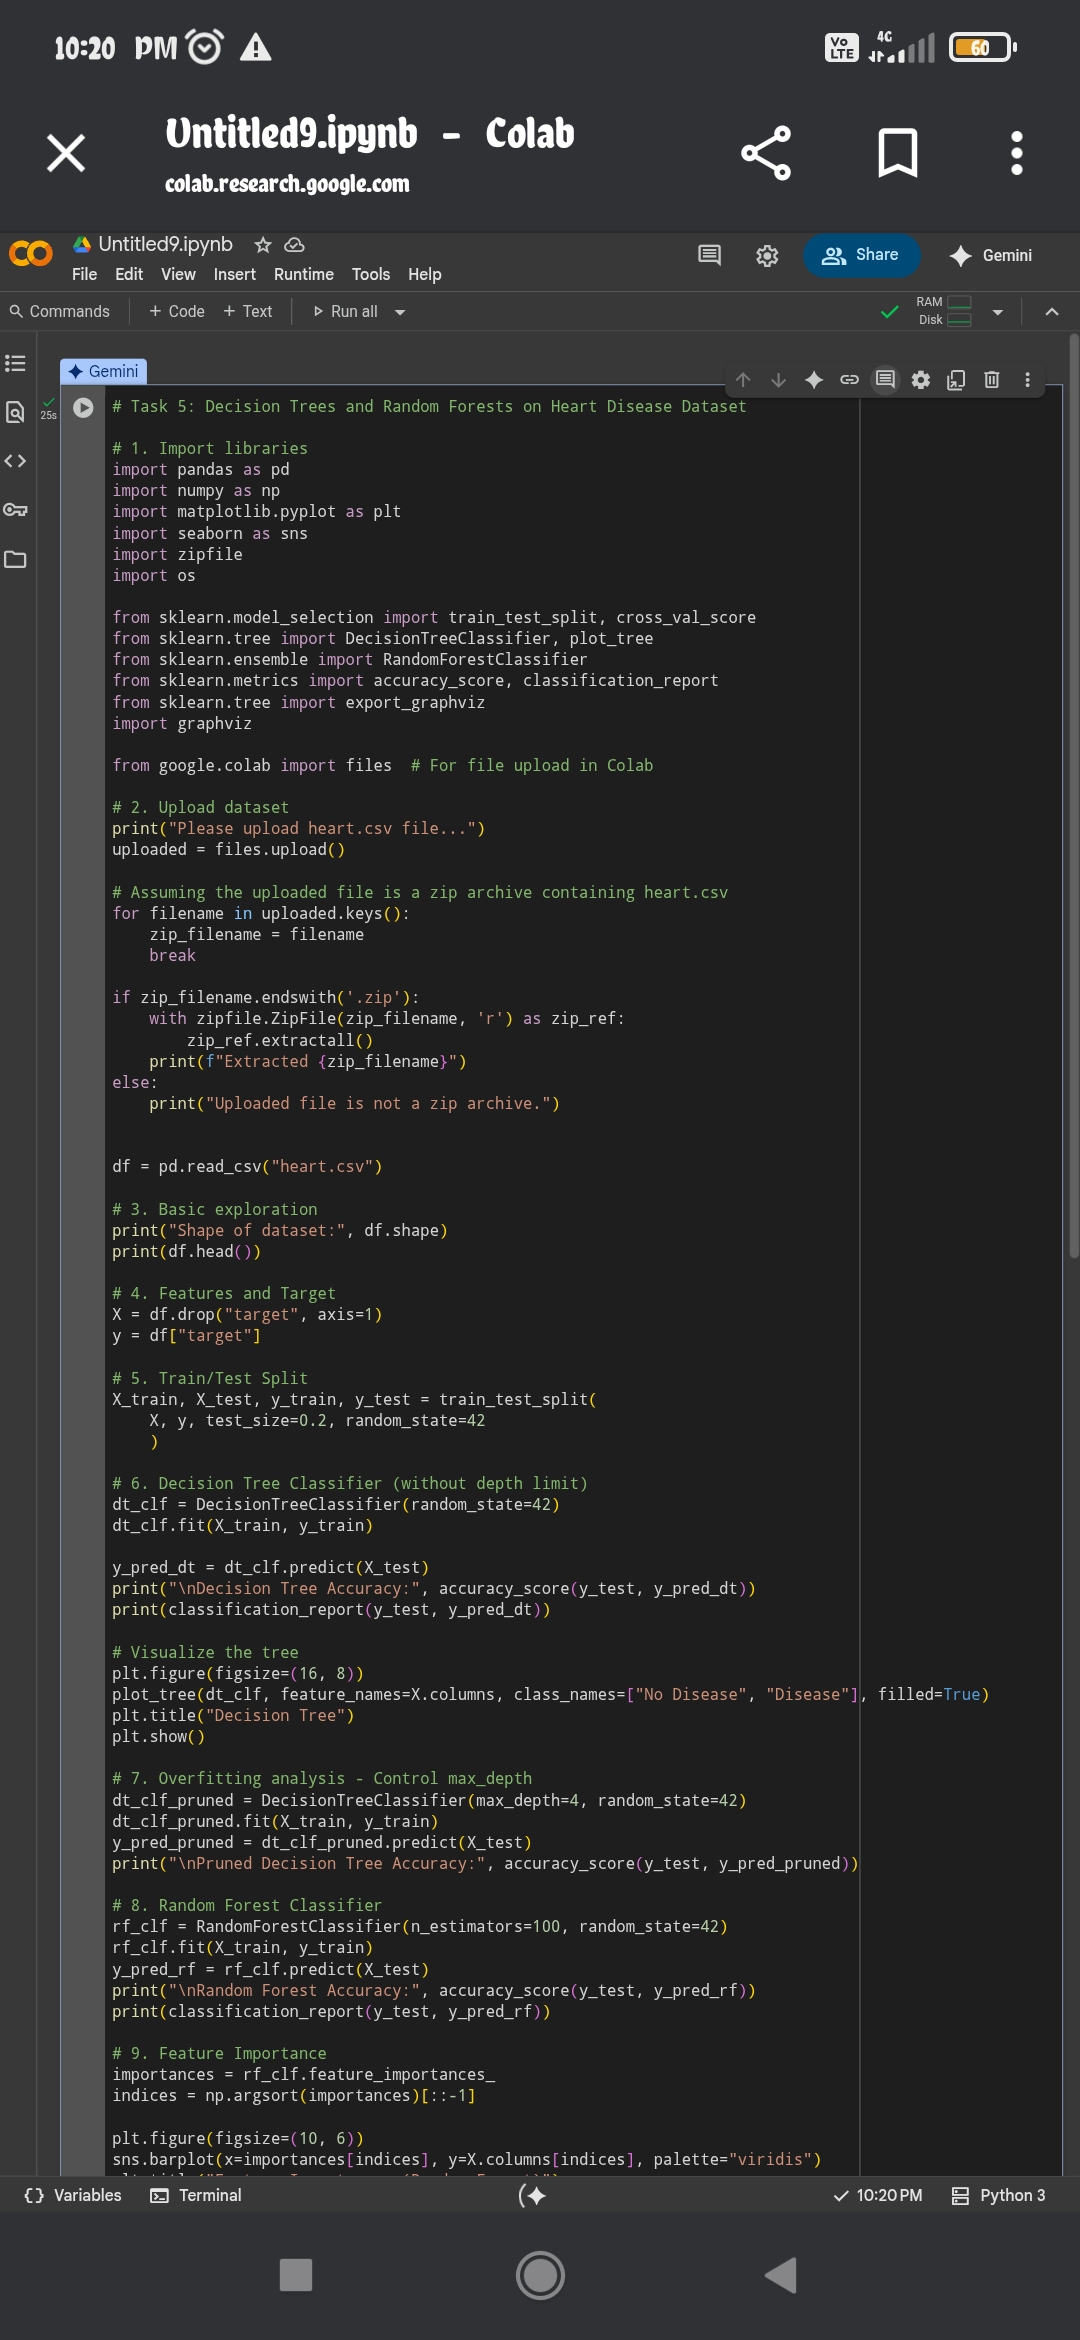 10:20 PM
Vo LTE 4G 60
Untitled9.ipynb - Colab
colab.research.google.com
Untitled9.ipynb
File Edit View Insert Runtime Tools Help
Share
Gemini
Commands + Code + Text Run all
RAM
Disk
Gemini
25s
# Task 5: Decision Trees and Random Forests on Heart Disease Dataset
# 1. Import libraries
import pandas as pd
import numpy as np
import matplotlib.pyplot as plt
import seaborn as sns
import zipfile
import os
from sklearn.model_selection import train_test_split, cross_val_score
from sklearn.tree import DecisionTreeClassifier, plot_tree
from sklearn.ensemble import RandomForestClassifier
from sklearn.metrics import accuracy_score, classification_report
from sklearn.tree import export_graphviz
import graphviz
from google.colab import files  # For file upload in Colab
# 2. Upload dataset
print("Please upload heart.csv file...")
uploaded = files.upload()
# Assuming the uploaded file is a zip archive containing heart.csv
for filename in uploaded.keys():
    zip_filename = filename
    break
if zip_filename.endswith('.zip'):
    with zipfile.ZipFile(zip_filename, 'r') as zip_ref:
        zip_ref.extractall()
    print(f"Extracted {zip_filename}")
else:
    print("Uploaded file is not a zip archive.")
df = pd.read_csv("heart.csv")
# 3. Basic exploration
print("Shape of dataset:", df.shape)
print(df.head())
# 4. Features and Target
X = df.drop("target", axis=1)
y = df["target"]
# 5. Train/Test Split
X_train, X_test, y_train, y_test = train_test_split(
    X, y, test_size=0.2, random_state=42
    )
# 6. Decision Tree Classifier (without depth limit)
dt_clf = DecisionTreeClassifier(random_state=42)
dt_clf.fit(X_train, y_train)
y_pred_dt = dt_clf.predict(X_test)
print("\nDecision Tree Accuracy:", accuracy_score(y_test, y_pred_dt))
print(classification_report(y_test, y_pred_dt))
# Visualize the tree
plt.figure(figsize=(16, 8))
plot_tree(dt_clf, feature_names=X.columns, class_names=["No Disease", "Disease"], filled=True)
plt.title("Decision Tree")
plt.show()
# 7. Overfitting analysis - Control max_depth
dt_clf_pruned = DecisionTreeClassifier(max_depth=4, random_state=42)
dt_clf_pruned.fit(X_train, y_train)
y_pred_pruned = dt_clf_pruned.predict(X_test)
print("\nPruned Decision Tree Accuracy:", accuracy_score(y_test, y_pred_pruned))
# 8. Random Forest Classifier
rf_clf = RandomForestClassifier(n_estimators=100, random_state=42)
rf_clf.fit(X_train, y_train)
y_pred_rf = rf_clf.predict(X_test)
print("\nRandom Forest Accuracy:", accuracy_score(y_test, y_pred_rf))
print(classification_report(y_test, y_pred_rf))
# 9. Feature Importance
importances = rf_clf.feature_importances_
indices = np.argsort(importances)[::-1]
plt.figure(figsize=(10, 6))
sns.barplot(x=importances[indices], y=X.columns[indices], palette="viridis")
Variables Terminal 10:20 PM Python 3